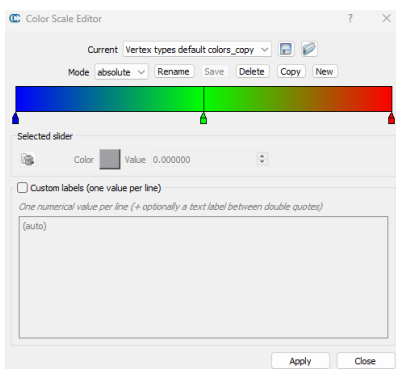 Color Scale Editor ? ×
Current Vertex types default colors_copy
Mode absolute Rename Save Delete Copy New
Selected slider
Color Value 0.000000
Custom labels (one value per line)
One numerical value per line (+ optionally a text label between double quotes)
(auto)
Apply Close